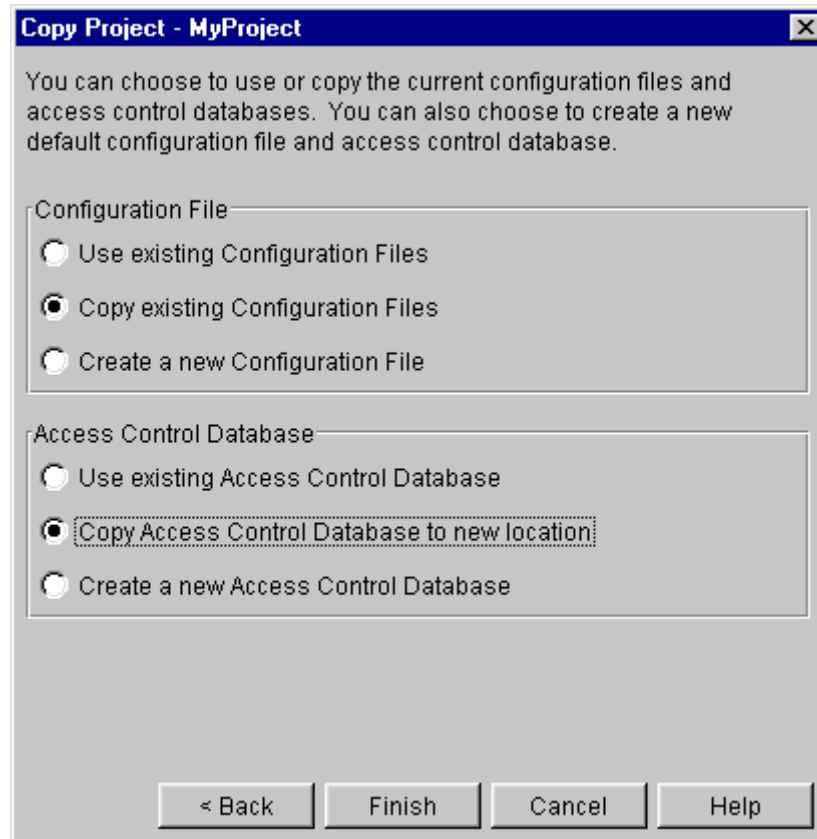 Copy Project - MyProject
You can choose to use or copy the current configuration files and
access control databases. You can also choose to create a new
default configuration file and access control database.
Configuration File
Use existing Configuration Files
Copy existing Configuration Files
Create a new Configuration File
Access Control Database
Use existing Access Control Database
Copy Access Control Database to new location
Create a new Access Control Database
< Back Finish Cancel Help